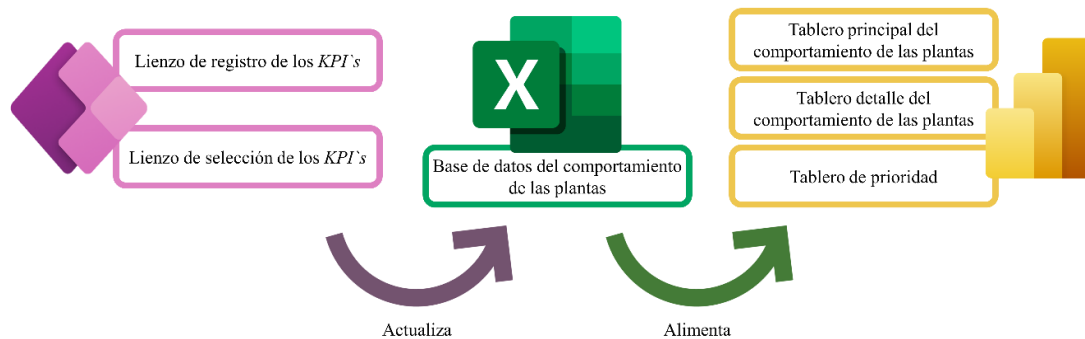 Lienzo de registro de los KPI`s
Lienzo de selección de los KPI`s
X
Base de datos del comportamiento
de las plantas
Tablero principal del
comportamiento de las plantas
Tablero detalle del
comportamiento de las plantas
Tablero de prioridad
Actualiza
Alimenta